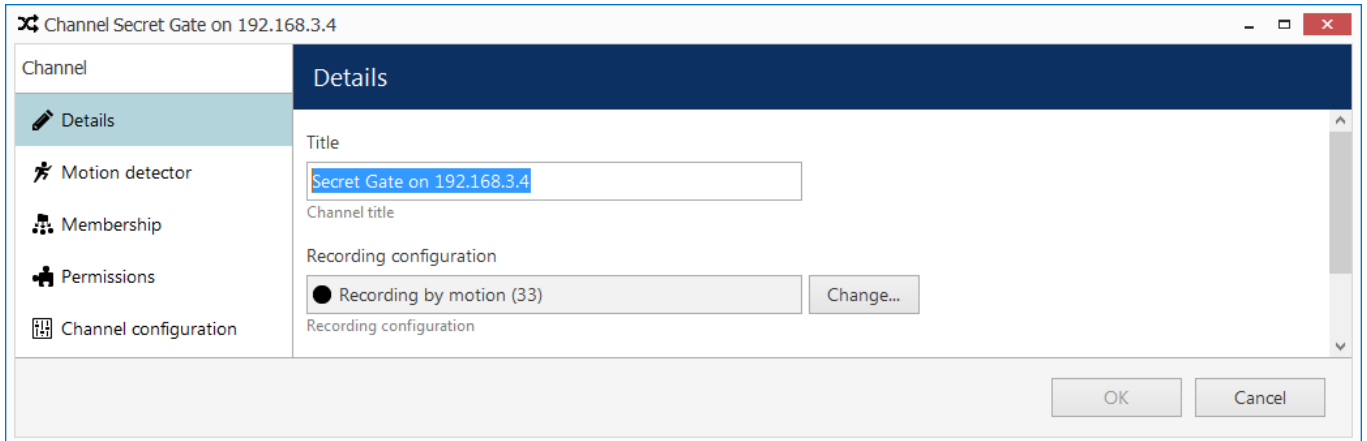 Channel Secret Gate on 192.168.3.4
Channel
Details
Motion detector
Membership
Permissions
Channel configuration
Details
Title
Secret Gate on 192.168.3.4
Channel title
Recording configuration
Recording by motion (33)
Change...
Recording configuration
OK
Cancel